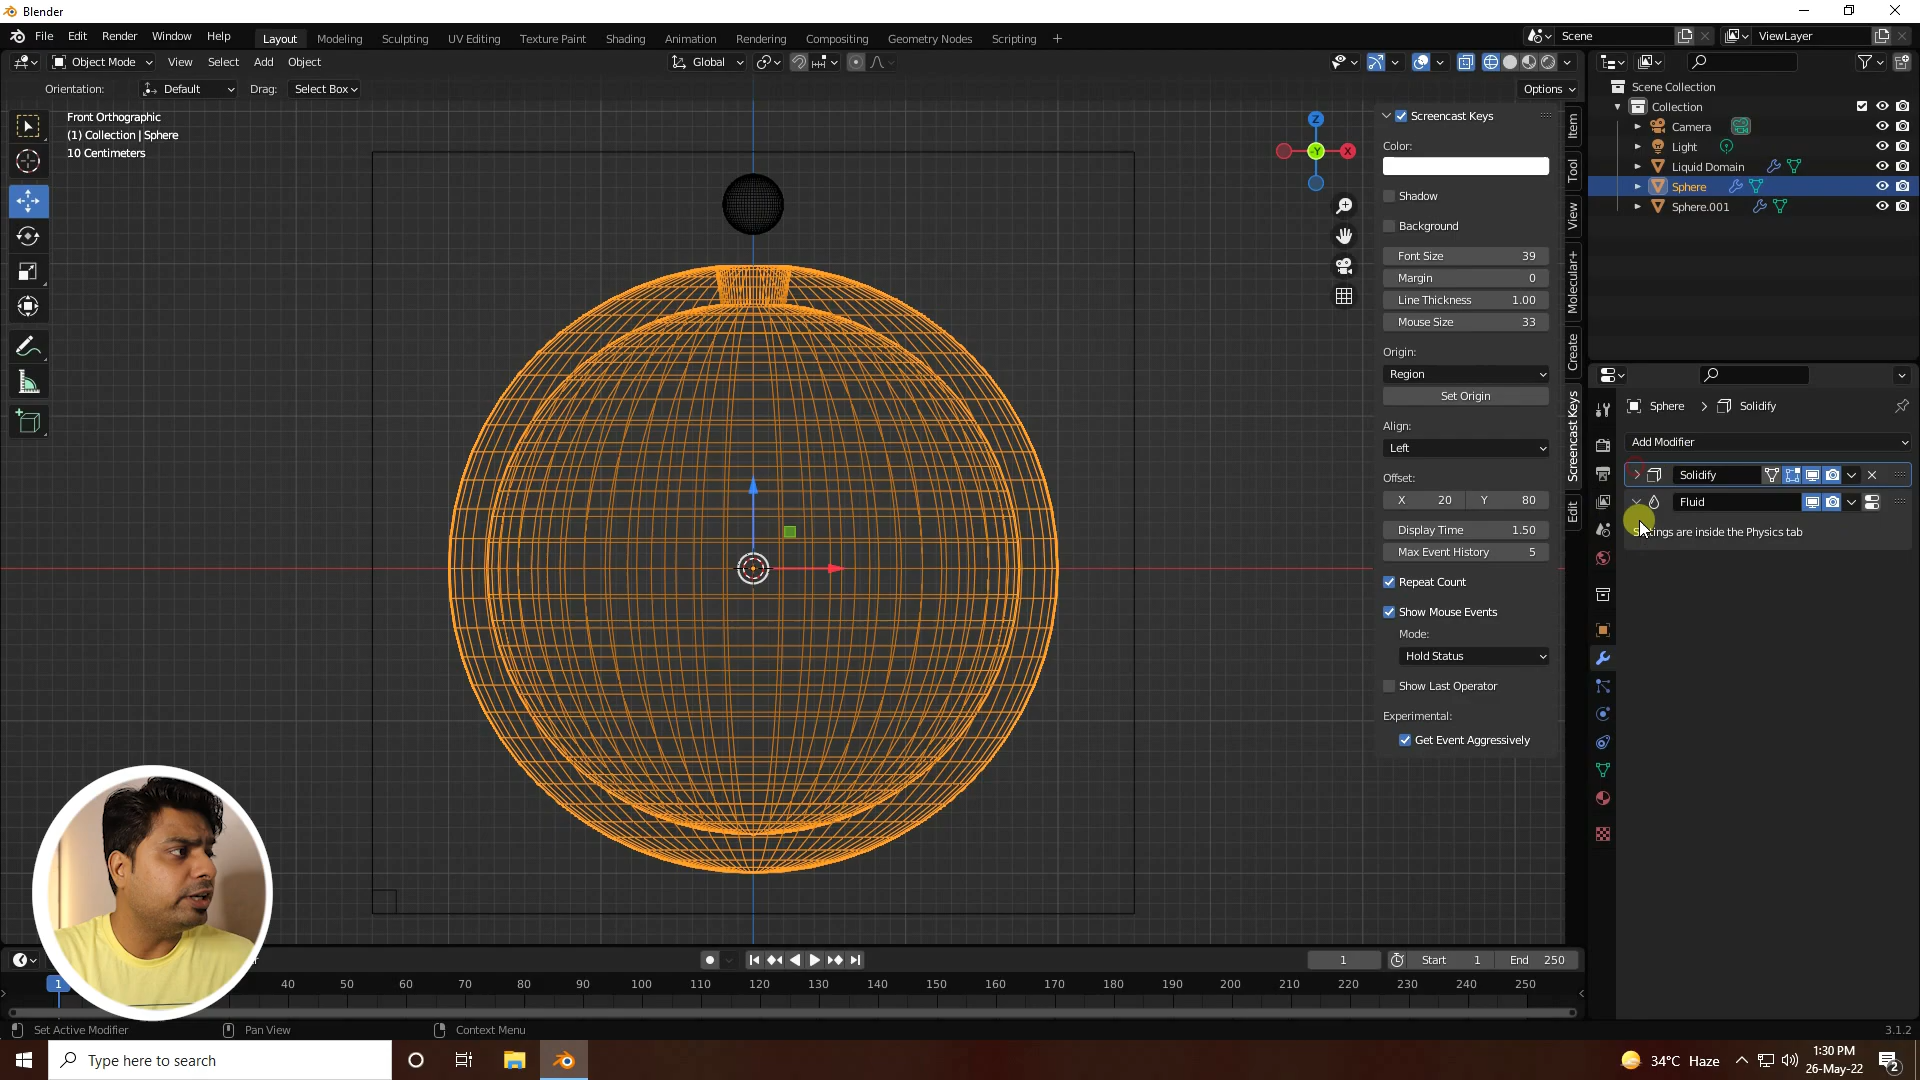 Blender
File Edit Render Window Help Layout Modeling Sculpting UV Editing Texture Paint Shading Animation Rendering Compositing Geometry Nodes Scripting + Scene ViewLayer
Object Mode View Select Add Object Global
Orientation: Default Drag: Select Box Options
Front Orthographic
(1) Collection | Sphere
10 Centimeters
Z
X
-Y
Screencast Keys
Color:
Shadow
Background
Font Size 39
Margin 0
Line Thickness 1.00
Mouse Size 33
Origin:
Region
Set Origin
Align:
Left
Offset:
X 20 Y 80
Display Time 1.50
Max Event History 5
Repeat Count
Show Mouse Events
Mode:
Hold Status
Show Last Operator
Experimental:
Get Event Aggressively
Item
Tool
View
Molecular+
Create
Screencast Keys
Edit
Scene Collection
Collection
Camera
Light
Liquid Domain
Sphere
Sphere.001
Sphere > Solidify
Add Modifier
Solidify
Fluid
Settings are inside the Physics tab
1 Start 1 End 250
1 40 50 60 70 80 90 100 110 120 130 140 150 160 170 180 190 200 210 220 230 240 250
Set Active Modifier Pan View Context Menu 3.1.2
Type here to search 34°C Haze 1:30 PM
26-May-22 2